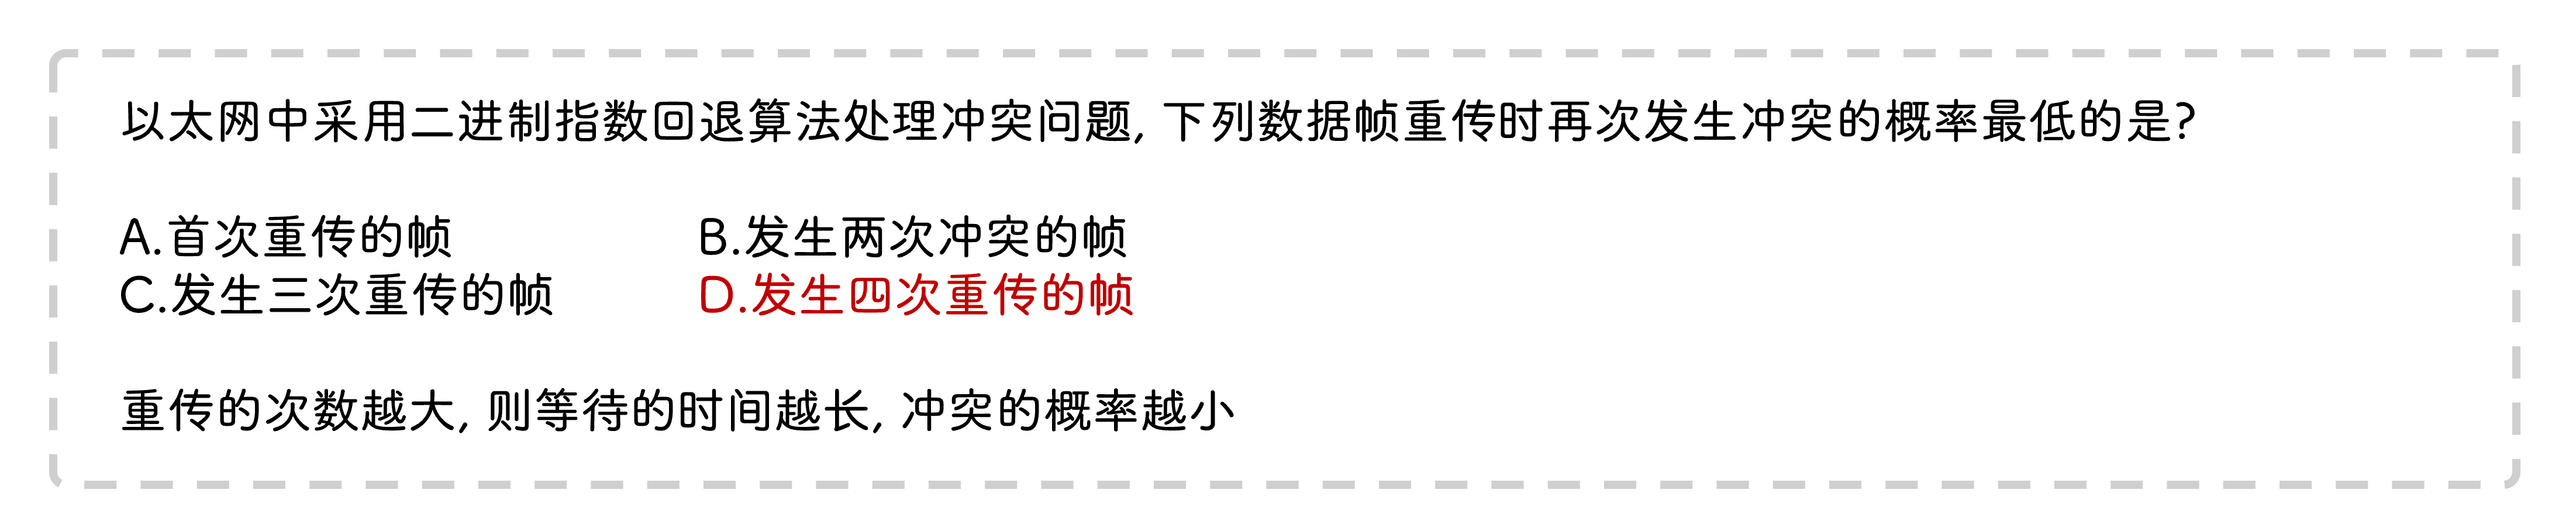 以太网中采用二进制指数回退算法处理冲突问题, 下列数据帧重传时再次发生冲突的概率最低的是?
A.首次重传的帧 B.发生两次冲突的帧
C.发生三次重传的帧 D.发生四次重传的帧
重传的次数越大, 则等待的时间越长, 冲突的概率越小